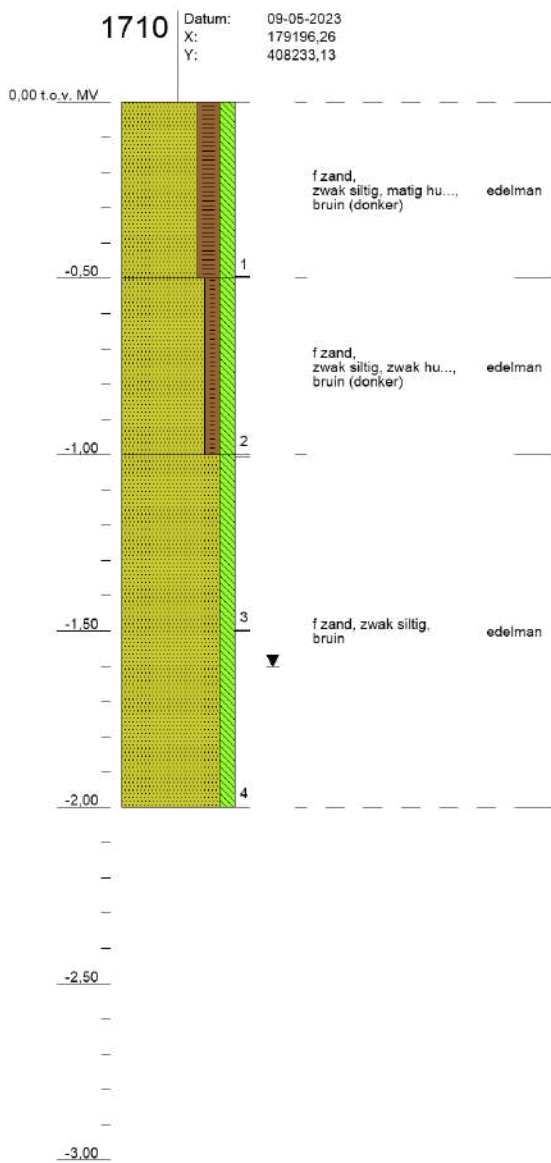 1710
Datum: 09-05-2023
X: 179196,26
Y: 408233,13
0,00 t.o.v. MV
f zand,
zwak siltig, matig hu..., edelman
bruin (donker)
1
-0,50
f zand,
zwak siltig, zwak hu..., edelman
bruin (donker)
2
-1,00
3
-1,50
f zand, zwak siltig, edelman
bruin
4
-2,00
-2,50
-3,00